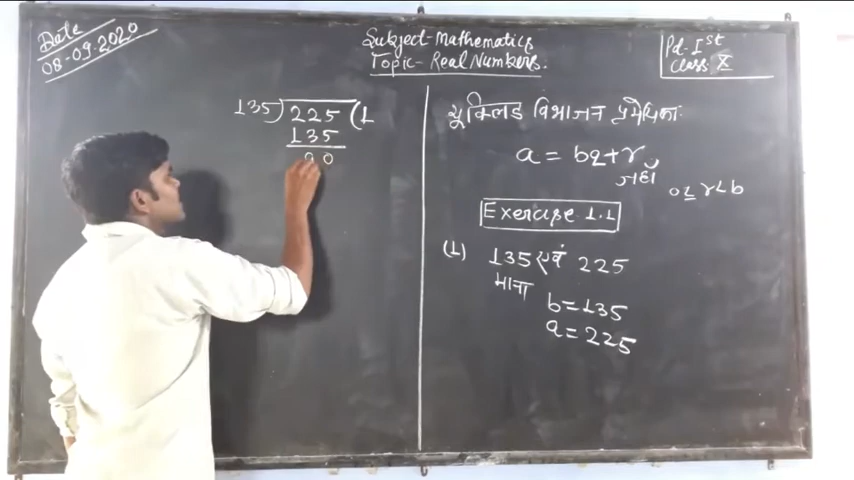 Date
08-09-2020
Subject-Mathematics
Topic-Real Numbers.
Pd-Ist
Class X
135) 225 (1
135
90
यूक्लिड विभाजन प्रमेयिका:
a = bq+r
जहाँ 0≤r<b
Exercise 1.1
(1) 135 एवं 225
माना
b=135
a=225